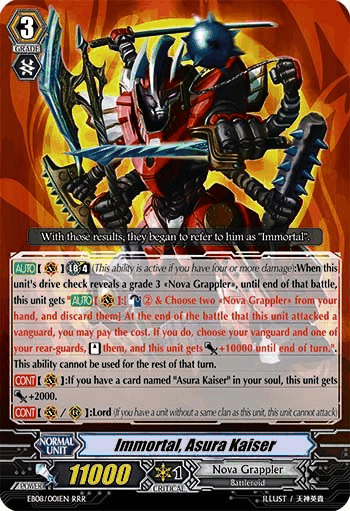 3
GRADE
With those results, they began to refer to him as "Immortal".
AUTO [ ] LB4 (This ability is active if you have four or more damage):When this
unit's drive check reveals a grade 3 «Nova Grappler», until end of that battle,
this unit gets "AUTO [ ]:[ ② & Choose two «Nova Grappler» from your
hand, and discard them] At the end of the battle that this unit attacked a
vanguard, you may pay the cost. If you do, choose your vanguard and one of
your rear-guards, them, and this unit gets +10000 until end of turn.".
This ability cannot be used for the rest of that turn.
CONT [ ]:If you have a card named "Asura Kaiser" in your soul, this unit gets
+2000.
CONT [ / ]:Lord (If you have a unit without a same clan as this unit, this unit cannot attack)
NORMAL
UNIT
Immortal, Asura Kaiser
POWER
11000
1
CRITICAL
Nova Grappler
Battleroid
EB08/001EN RRR
ILLUST / 天神英貴